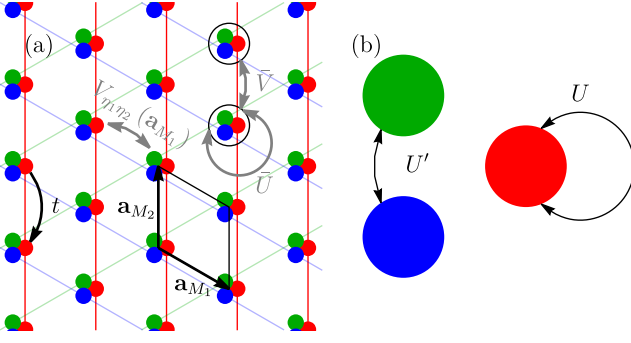 (a)
V̄
V_{η₁η₂} (a_{M₁})
Ū
t
a_{M₂}
a_{M₁}
(b)
U
U′